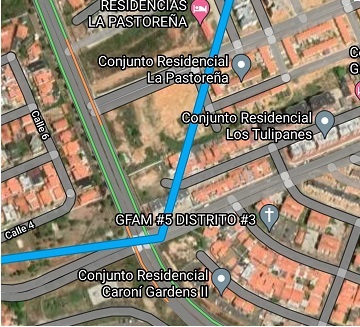 RESIDENCIAS
LA PASTOREÑA
Conjunto Residencial
La Pastoreña
Conjunto Residencial
Los Tulipanes
Calle 6
GFAM #5 DISTRITO #3
Calle 4
Conjunto Residencial
Caroní Gardens II